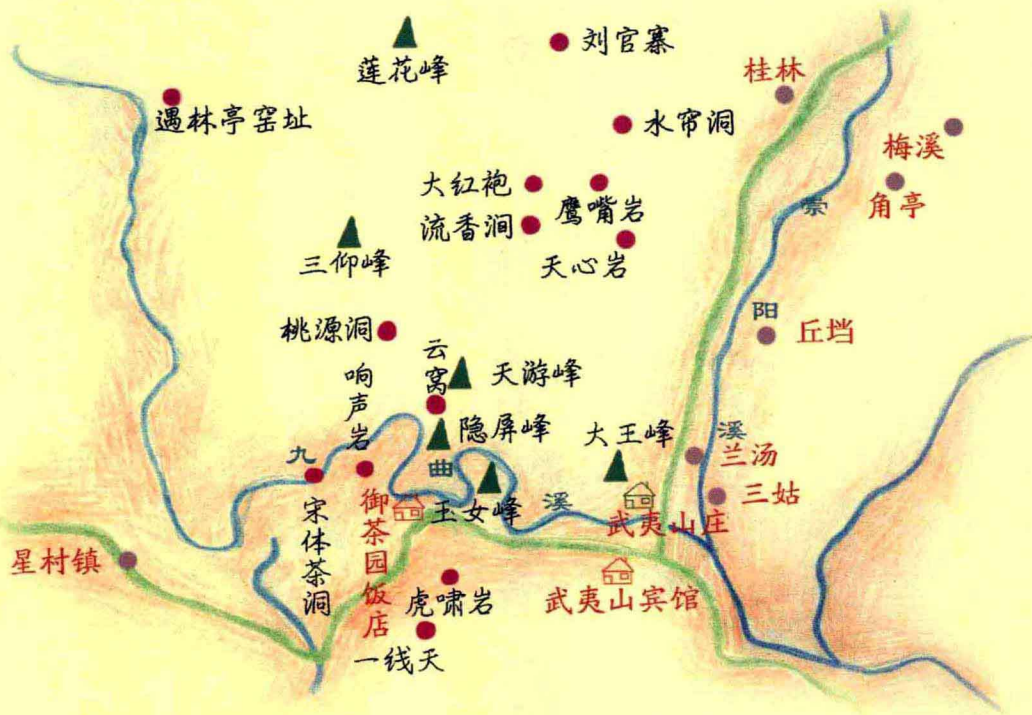 莲花峰
刘官寨
桂林
遇林亭窑址
水帘洞
梅溪
大红袍
鹰嘴岩
角亭
崇
流香涧
三仰峰
天心岩
阳
丘垱
桃源洞
云窝
响声岩
天游峰
隐屏峰
大王峰
溪
兰汤
九
曲
三姑
宋体茶洞
御茶园饭店
玉女峰
溪
武夷山庄
星村镇
虎啸岩
武夷山宾馆
一线天